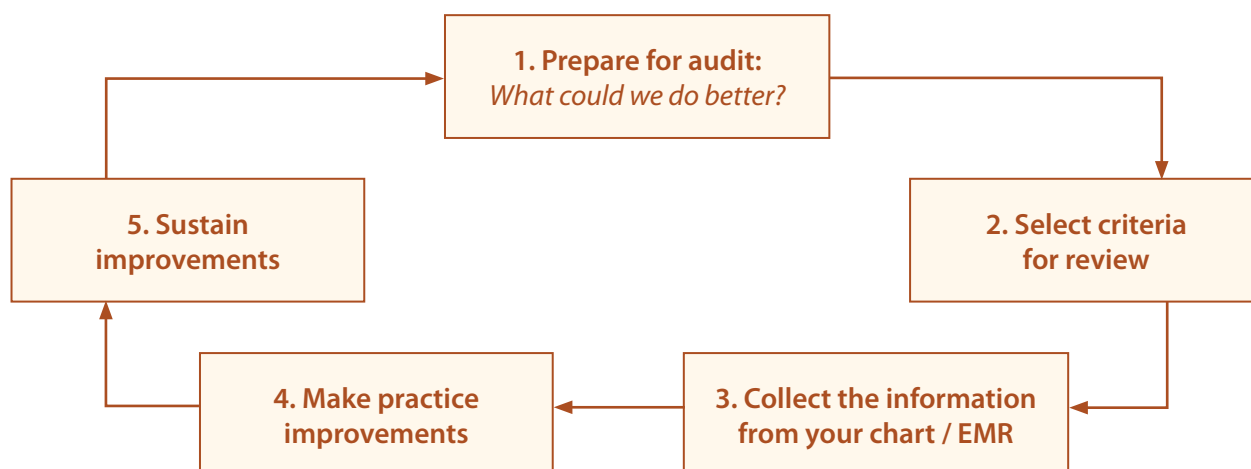 1. Prepare for audit:
What could we do better?
2. Select criteria
for review
3. Collect the information
from your chart / EMR
4. Make practice
improvements
5. Sustain
improvements